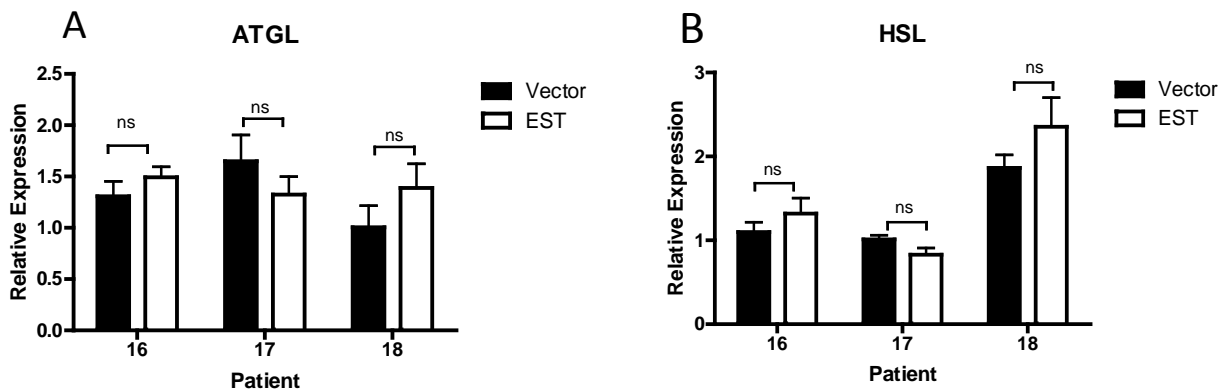 A
ATGL
Relative Expression
2.5
2.0
1.5
1.0
0.5
0.0
ns
ns
ns
Vector
EST
16
17
18
Patient
B
HSL
Relative Expression
3
2
1
0
ns
ns
ns
Vector
EST
16
17
18
Patient